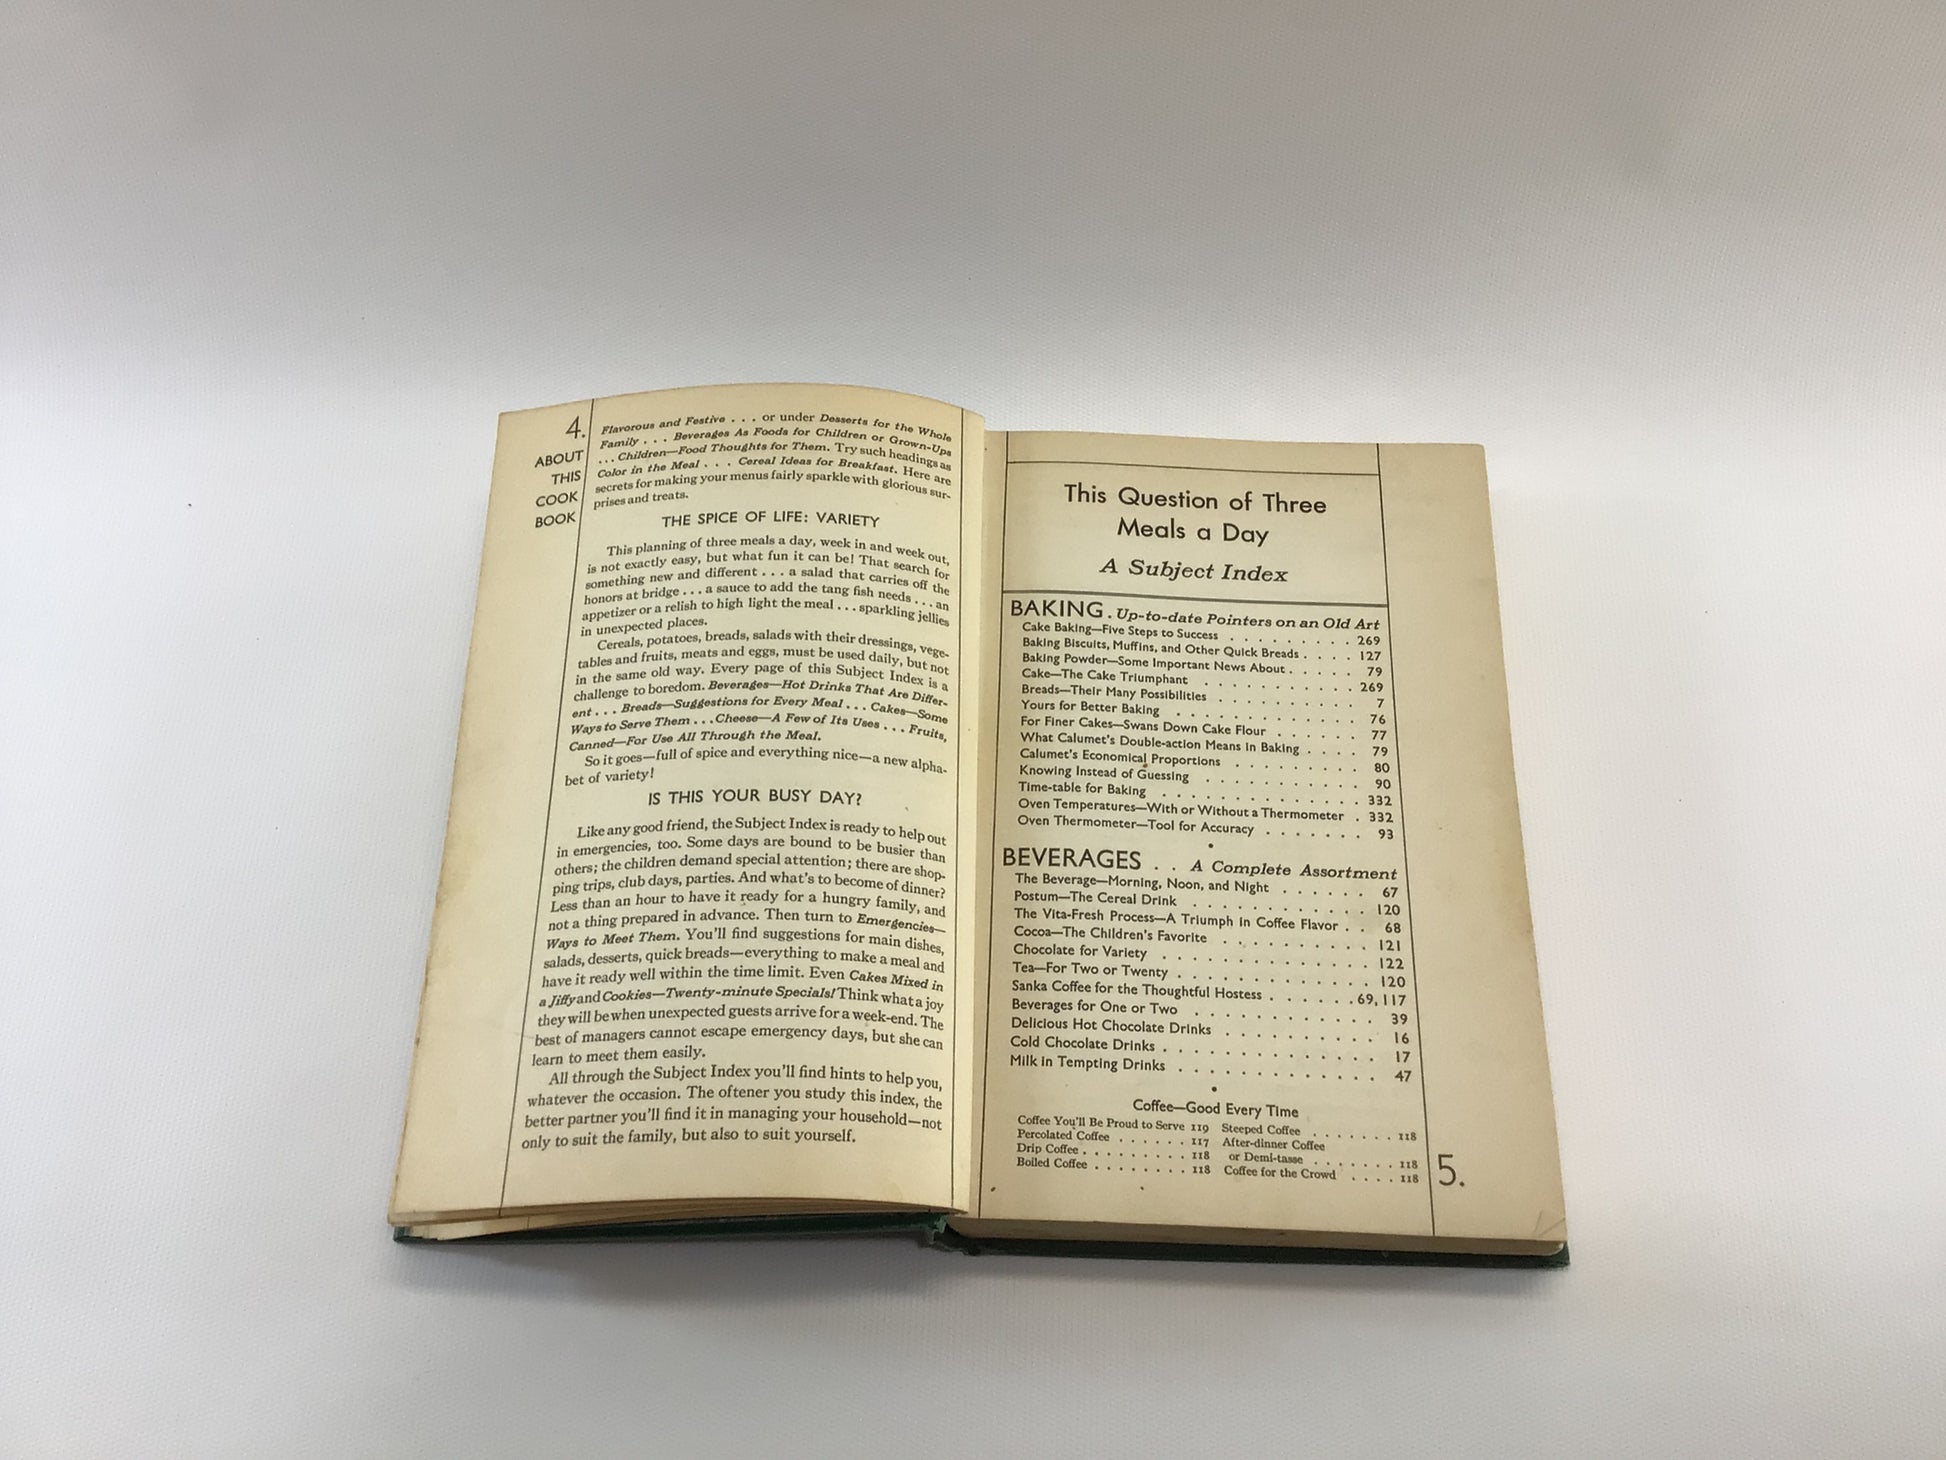 4.
ABOUT
THIS
COOK
BOOK
Flavorous and Festive . . . or under Desserts for the Whole
Family . . . Beverages As Foods for Children or Grown-Ups
. . . Children—Food Thoughts for Them. Try such headings as
Color in the Meal . . . Cereal Ideas for Breakfast. Here are
secrets for making your menus fairly sparkle with glorious sur-
prises and treats.
THE SPICE OF LIFE: VARIETY
This planning of three meals a day, week in and week out,
is not exactly easy, but what fun it can be! That search for
something new and different . . . a salad that carries off the
honors at bridge . . . a sauce to add the tang fish needs . . . an
appetizer or a relish to high light the meal . . . sparkling jellies
in unexpected places.
Cereals, potatoes, breads, salads with their dressings, vege-
tables and fruits, meats and eggs, must be used daily, but not
in the same old way. Every page of this Subject Index is a
challenge to boredom. Beverages—Hot Drinks That Are Differ-
ent . . . Breads—Suggestions for Every Meal . . . Cakes—Some
Ways to Serve Them . . . Cheese—A Few of Its Uses . . . Fruits,
Canned—For Use All Through the Meal.
So it goes—full of spice and everything nice—a new alpha-
bet of variety!
IS THIS YOUR BUSY DAY?
Like any good friend, the Subject Index is ready to help out
in emergencies, too. Some days are bound to be busier than
others; the children demand special attention; there are shop-
ping trips, club days, parties. And what's to become of dinner?
Less than an hour to have it ready for a hungry family, and
not a thing prepared in advance. Then turn to Emergencies—
Ways to Meet Them. You'll find suggestions for main dishes,
salads, desserts, quick breads—everything to make a meal and
have it ready well within the time limit. Even Cakes Mixed in
a Jiffy and Cookies—Twenty-minute Specials! Think what a joy
they will be when unexpected guests arrive for a week-end. The
best of managers cannot escape emergency days, but she can
learn to meet them easily.
All through the Subject Index you'll find hints to help you,
whatever the occasion. The oftener you study this index, the
better partner you'll find it in managing your household—not
only to suit the family, but also to suit yourself.
This Question of Three
Meals a Day
A Subject Index
BAKING . Up-to-date Pointers on an Old Art
Cake Baking—Five Steps to Success . . . . . . . . . 269
Baking Biscuits, Muffins, and Other Quick Breads . . . . 127
Baking Powder—Some Important News About . . . . . 79
Cake—The Cake Triumphant . . . . . . . . . . . 269
Breads—Their Many Possibilities . . . . . . . . . . 7
Yours for Better Baking . . . . . . . . . . . . . 76
For Finer Cakes—Swans Down Cake Flour . . . . . . 77
What Calumet's Double-action Means in Baking . . . . 79
Calumet's Economical Proportions . . . . . . . . . 80
Knowing Instead of Guessing . . . . . . . . . . . 90
Time-table for Baking . . . . . . . . . . . . . 332
Oven Temperatures—With or Without a Thermometer . 332
Oven Thermometer—Tool for Accuracy . . . . . . . 93
BEVERAGES . . A Complete Assortment
The Beverage—Morning, Noon, and Night . . . . . . 67
Postum—The Cereal Drink . . . . . . . . . . . . 120
The Vita-Fresh Process—A Triumph in Coffee Flavor . . 68
Cocoa—The Children's Favorite . . . . . . . . . . 121
Chocolate for Variety . . . . . . . . . . . . . 122
Tea—For Two or Twenty . . . . . . . . . . . . 120
Sanka Coffee for the Thoughtful Hostess . . . . . . 69, 117
Beverages for One or Two . . . . . . . . . . . . 39
Delicious Hot Chocolate Drinks . . . . . . . . . . 16
Cold Chocolate Drinks . . . . . . . . . . . . . 17
Milk in Tempting Drinks . . . . . . . . . . . . . 47
Coffee—Good Every Time
Coffee You'll Be Proud to Serve 119
Percolated Coffee . . . . . . 117
Drip Coffee . . . . . . . . . 118
Boiled Coffee . . . . . . . . 118
Steeped Coffee . . . . . . . . 118
After-dinner Coffee
or Demi-tasse . . . . . . . . 118
Coffee for the Crowd . . . . 118
5.